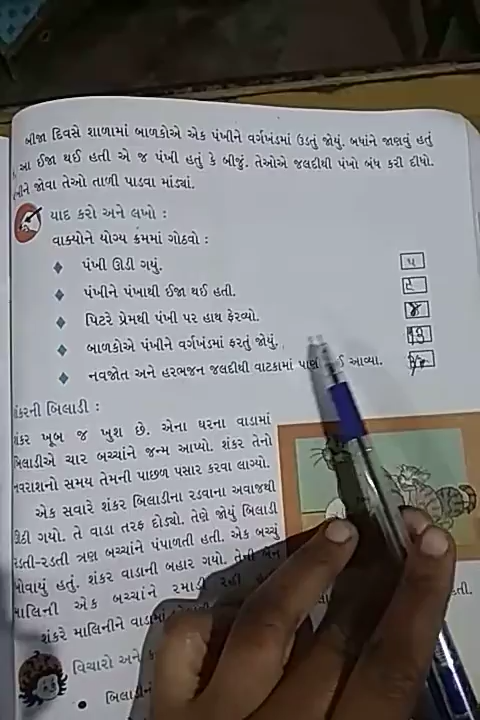 બીજા દિવસે શાળામાં બાળકોએ એક પંખીને વર્ગખંડમાં ઉડતું જોયું. બધાંને જાણવું હતું
આ ઈજા થઈ હતી એ જ પંખી હતું કે બીજું. તેઓએ જલદીથી પંખો બંધ કરી દીધો.
જોવા તેઓ તાળી પાડવા માંડ્યાં.
યાદ કરો અને લખો :
વાક્યોને યોગ્ય ક્રમમાં ગોઠવો :
પંખી ઊડી ગયું. ૫
પંખીને પંખાથી ઈજા થઈ હતી.
પિટરે પ્રેમથી પંખી પર હાથ ફેરવ્યો.
બાળકોએ પંખીને વર્ગખંડમાં ફરતું જોયું.
નવજોત અને હરભજન જલદીથી વાટકામાં આવ્યા.
શંકરની બિલાડી :
શંકર ખૂબ જ ખુશ છે. એના ઘરના વાડામાં
બિલાડીએ ચાર બચ્ચાંને જન્મ આપ્યો. શંકર તેનો
નવરાશનો સમય તેમની પાછળ પસાર કરવા લાગ્યો.
એક સવારે શંકર બિલાડીના રડવાના અવાજથી
ઊઠી ગયો. તે વાડા તરફ દોડ્યો. તેણે જોયું બિલાડી
રડતી-રડતી ત્રણ બચ્ચાંને પંપાળતી હતી. એક બચ્ચું
ખોવાયું હતું. શંકર વાડાની બહાર ગયો. તેની બેન
માલિની એક બચ્ચાંને રમાડી રહી
શંકરે માલિનીને વાડામાં
વિચારો અને